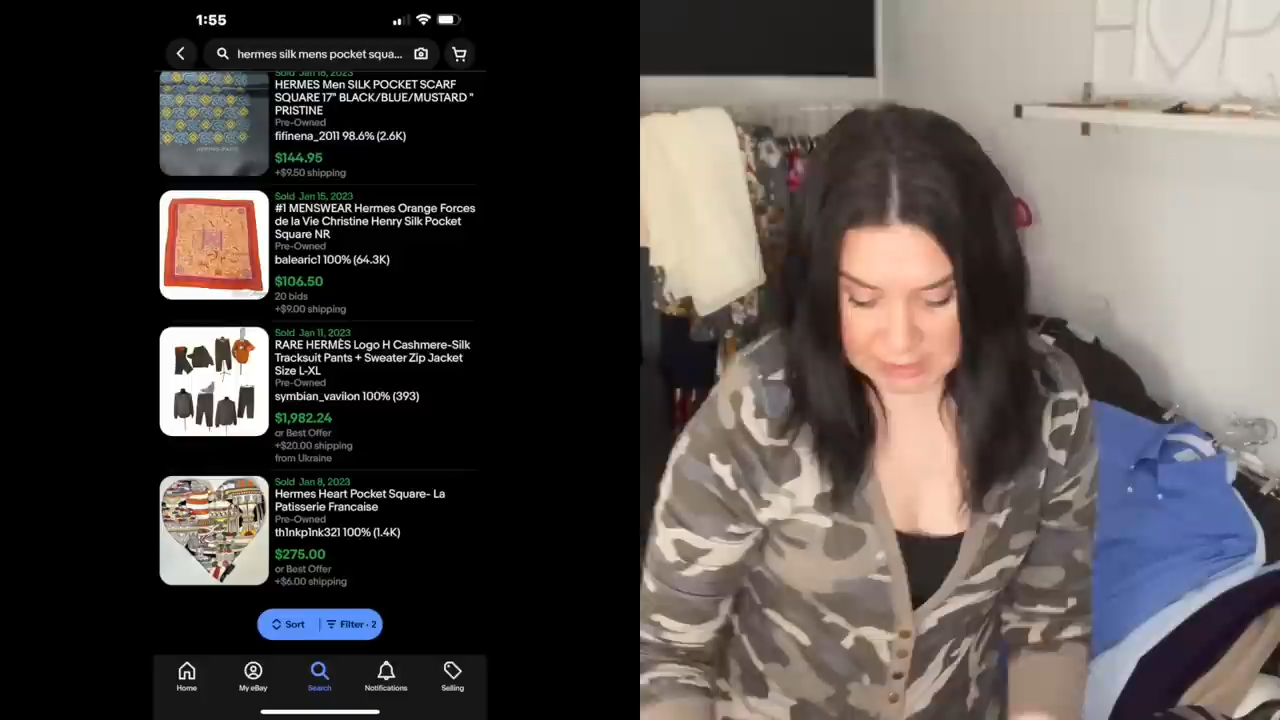 1:55
hermes silk mens pocket squa...
Sold Jan 16, 2023
HERMES Men SILK POCKET SCARF
SQUARE 17" BLACK/BLUE/MUSTARD "
PRISTINE
Pre-Owned
fifinena_2011 98.6% (2.6K)
$144.95
+$9.50 shipping
Sold Jan 15, 2023
#1 MENSWEAR Hermes Orange Forces
de la Vie Christine Henry Silk Pocket
Square NR
Pre-Owned
balearic1 100% (64.3K)
$106.50
20 bids
+$9.00 shipping
Sold Jan 11, 2023
RARE HERMÈS Logo H Cashmere-Silk
Tracksuit Pants + Sweater Zip Jacket
Size L-XL
Pre-Owned
symbian_vavilon 100% (393)
$1,982.24
or Best Offer
+$20.00 shipping
from Ukraine
Sold Jan 8, 2023
Hermes Heart Pocket Square- La
Patisserie Francaise
Pre-Owned
th1nkp1nk321 100% (1.4K)
$275.00
or Best Offer
+$6.00 shipping
Sort
Filter · 2
Home
My eBay
Search
Notifications
Selling